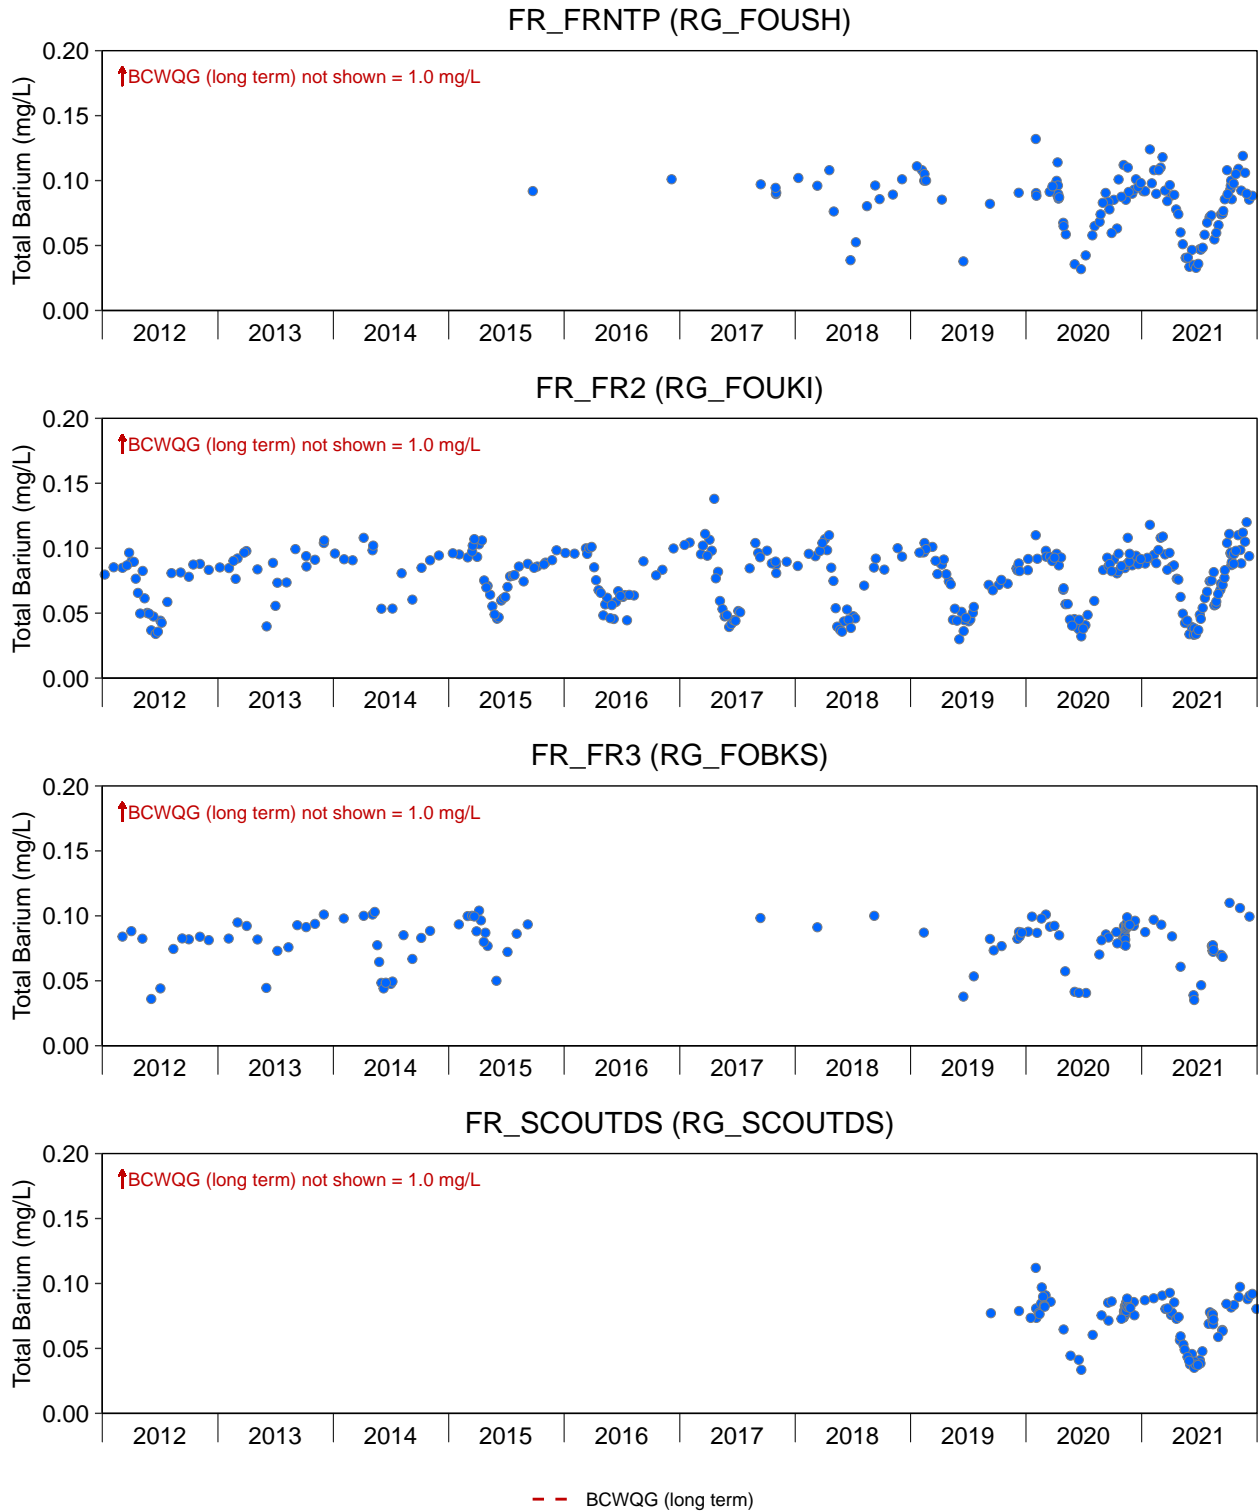 FR_FRNTP (RG_FOUSH)
Total Barium (mg/L)
0.20
0.15
0.10
0.05
0.00
BCWQG (long term) not shown = 1.0 mg/L
2012 2013 2014 2015 2016 2017 2018 2019 2020 2021
FR_FR2 (RG_FOUKI)
Total Barium (mg/L)
0.20
0.15
0.10
0.05
0.00
BCWQG (long term) not shown = 1.0 mg/L
2012 2013 2014 2015 2016 2017 2018 2019 2020 2021
FR_FR3 (RG_FOBKS)
Total Barium (mg/L)
0.20
0.15
0.10
0.05
0.00
BCWQG (long term) not shown = 1.0 mg/L
2012 2013 2014 2015 2016 2017 2018 2019 2020 2021
FR_SCOUTDS (RG_SCOUTDS)
Total Barium (mg/L)
0.20
0.15
0.10
0.05
0.00
BCWQG (long term) not shown = 1.0 mg/L
2012 2013 2014 2015 2016 2017 2018 2019 2020 2021
BCWQG (long term)